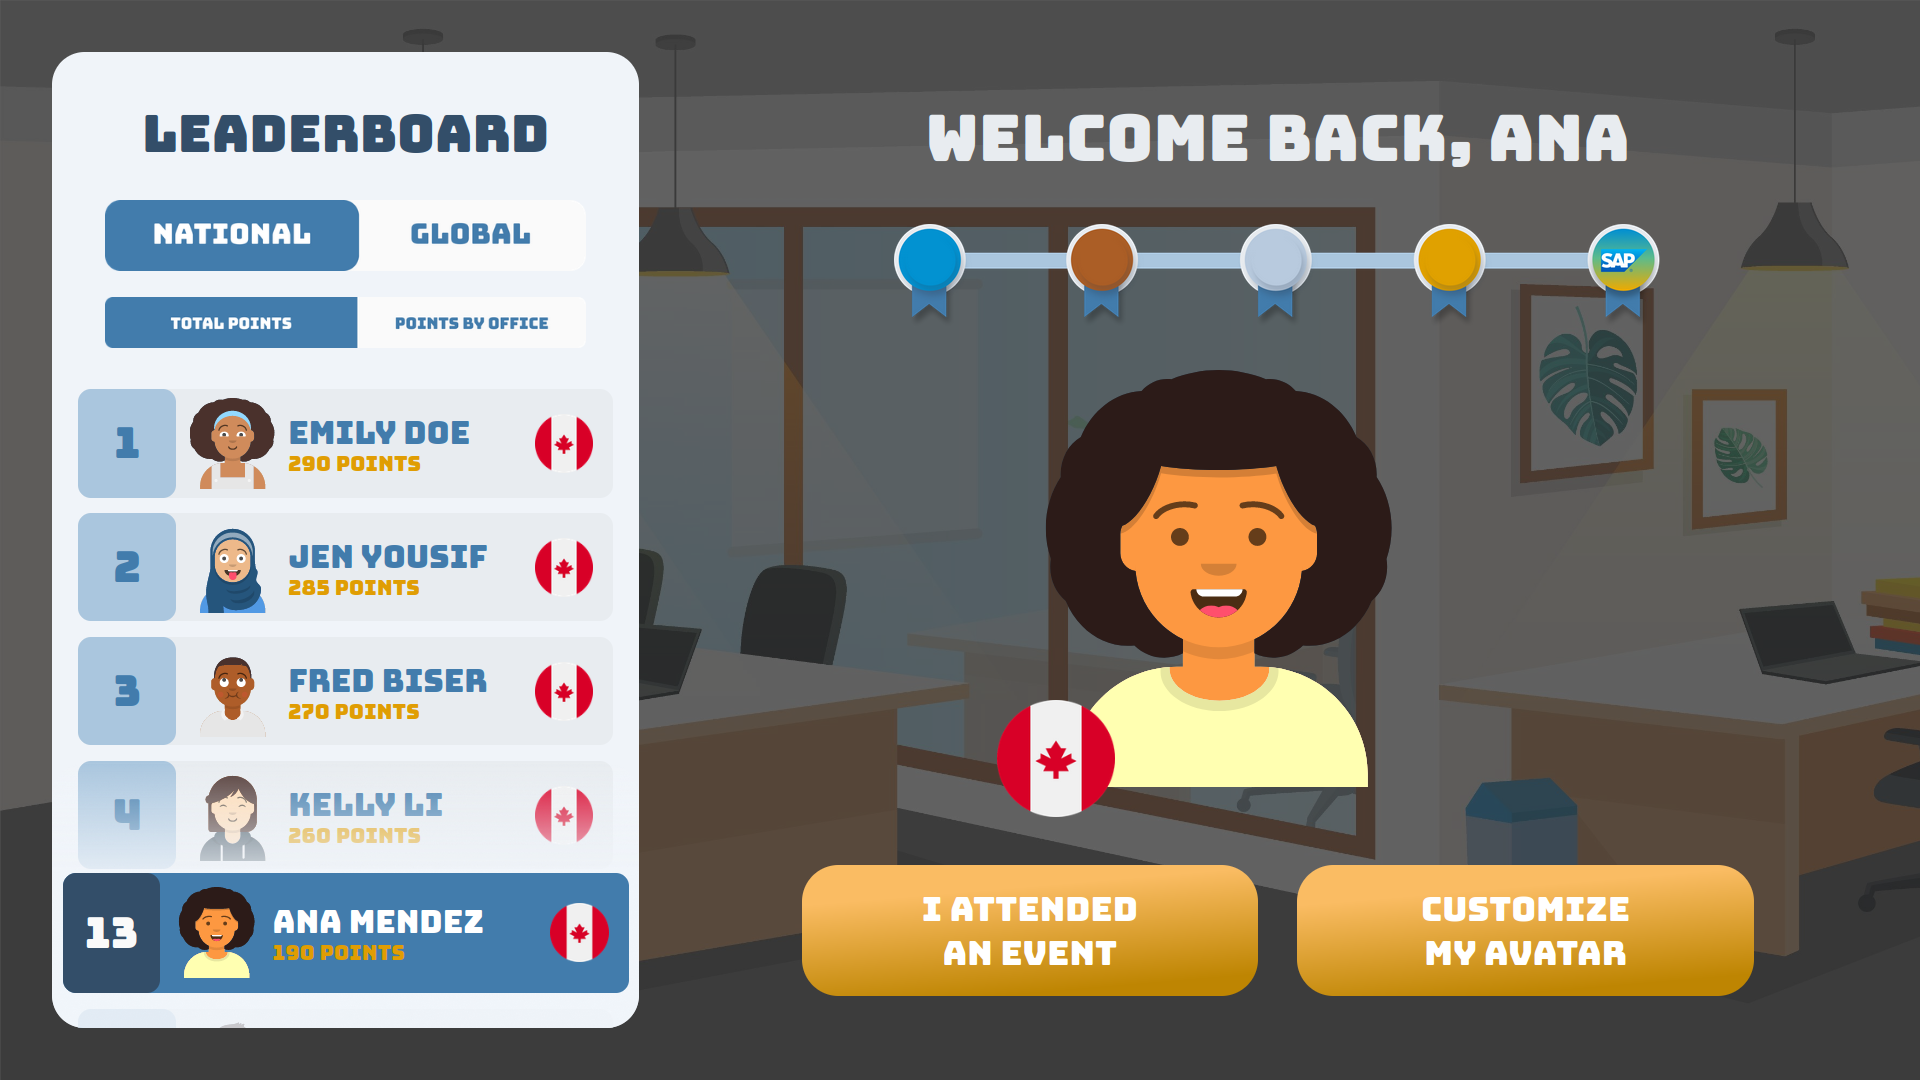 LEADERBOARD
NATIONAL
GLOBAL
TOTAL POINTS
POINTS BY OFFICE
1
EMILY DOE
290 POINTS
2
JEN YOUSIF
285 POINTS
3
FRED BISER
270 POINTS
4
KELLY LI
260 POINTS
13
ANA MENDEZ
190 POINTS
WELCOME BACK, ANA
SAP
I ATTENDED
AN EVENT
CUSTOMIZE
MY AVATAR